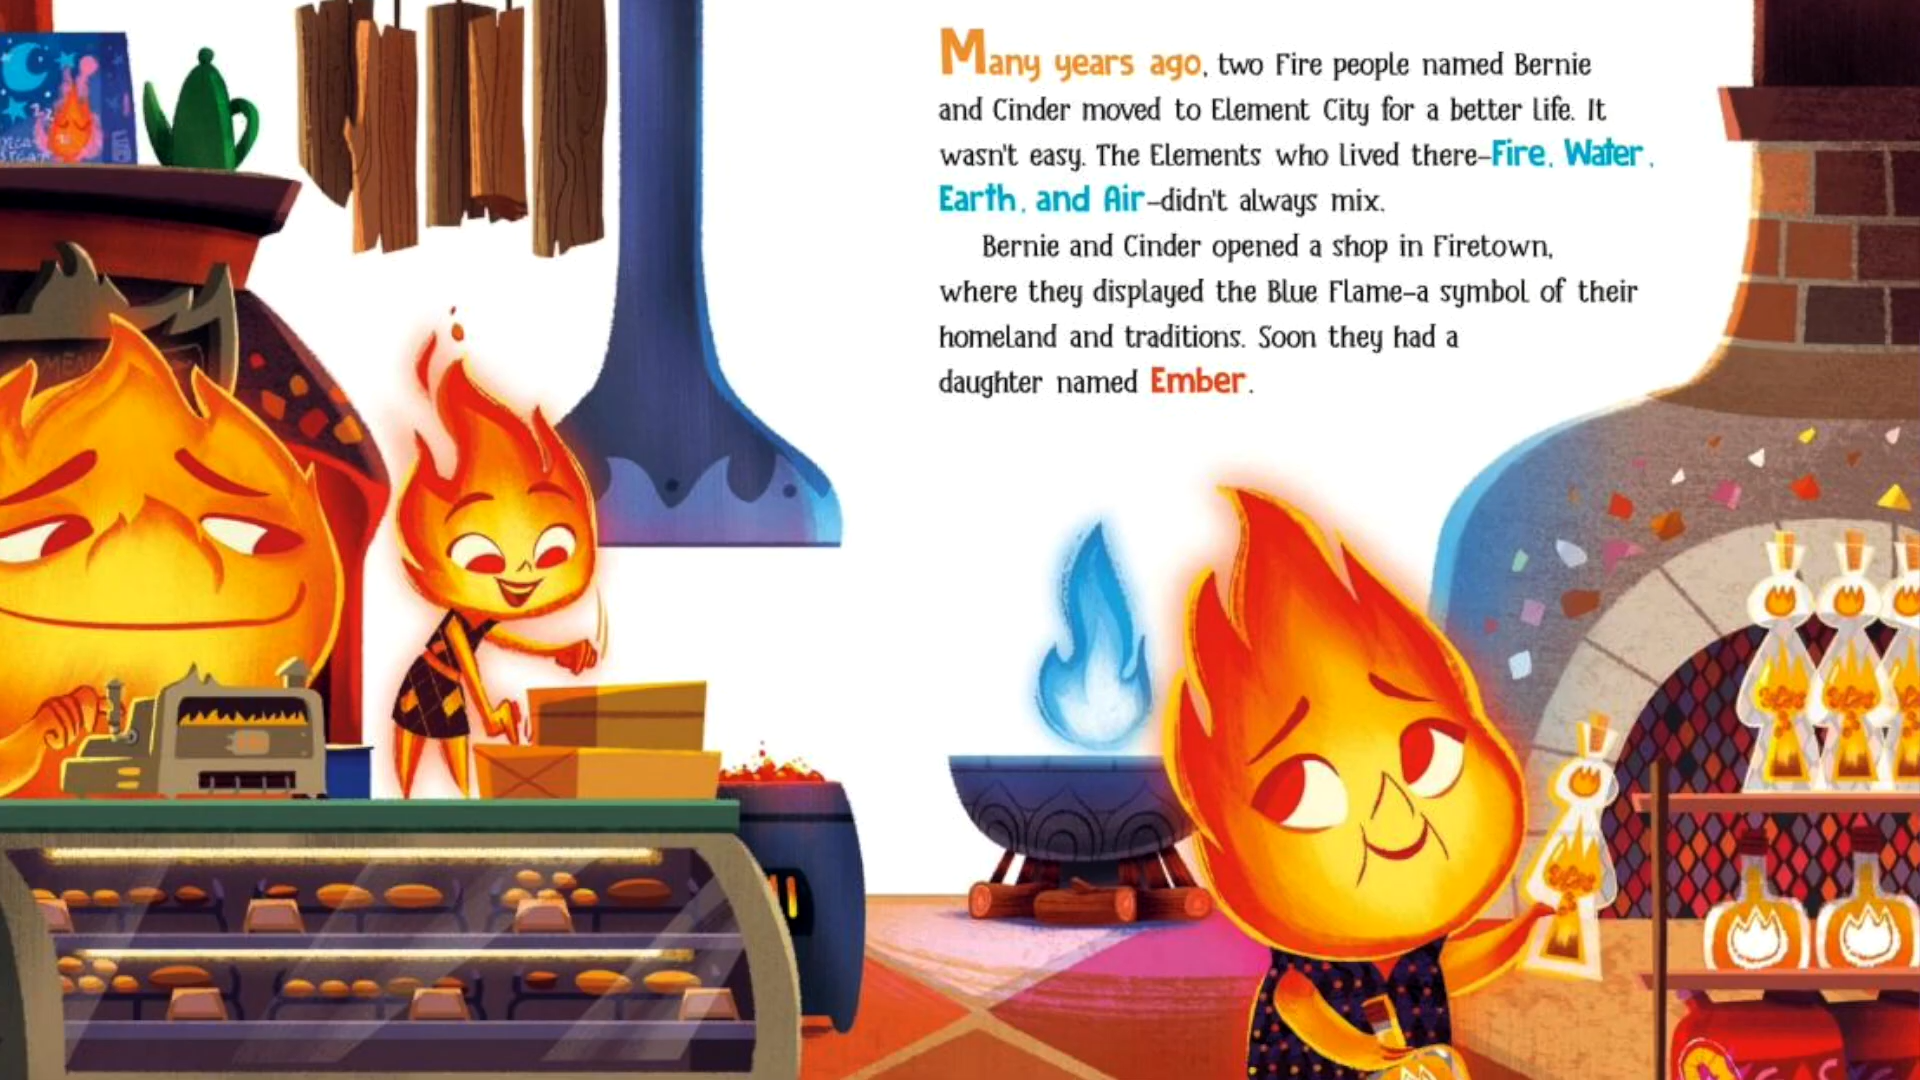 Many years ago, two Fire people named Bernie
and Cinder moved to Element City for a better life. It
wasn't easy. The Elements who lived there–Fire, Water,
Earth, and Air–didn't always mix.
Bernie and Cinder opened a shop in Firetown,
where they displayed the Blue Flame–a symbol of their
homeland and traditions. Soon they had a
daughter named Ember.
MENU